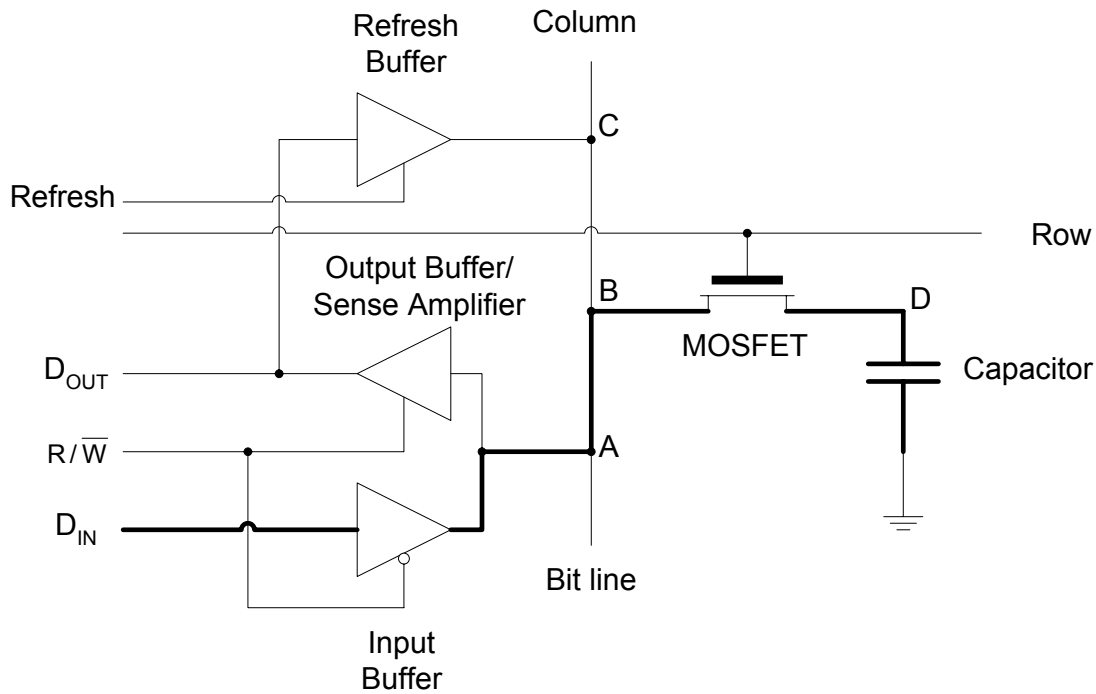 Refresh
Buffer
Column
C
Refresh
Row
Output Buffer/
Sense Amplifier
B
D
MOSFET
D_OUT
Capacitor
R/W̅
A
D_IN
Bit line
Input
Buffer